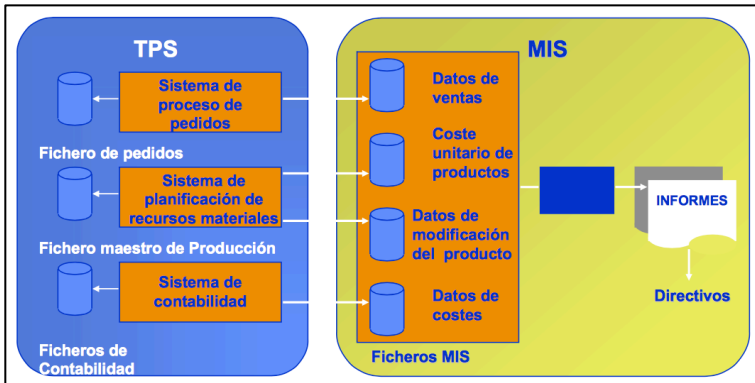 TPS
Sistema de
proceso de
pedidos
Fichero de pedidos
Sistema de
planificación de
recursos materiales
Fichero maestro de Producción
Sistema de
contabilidad
Ficheros de
Contabilidad
MIS
Datos de
ventas
Coste
unitario de
productos
Datos de
modificación
del producto
Datos de
costes
Ficheros MIS
INFORMES
Directivos